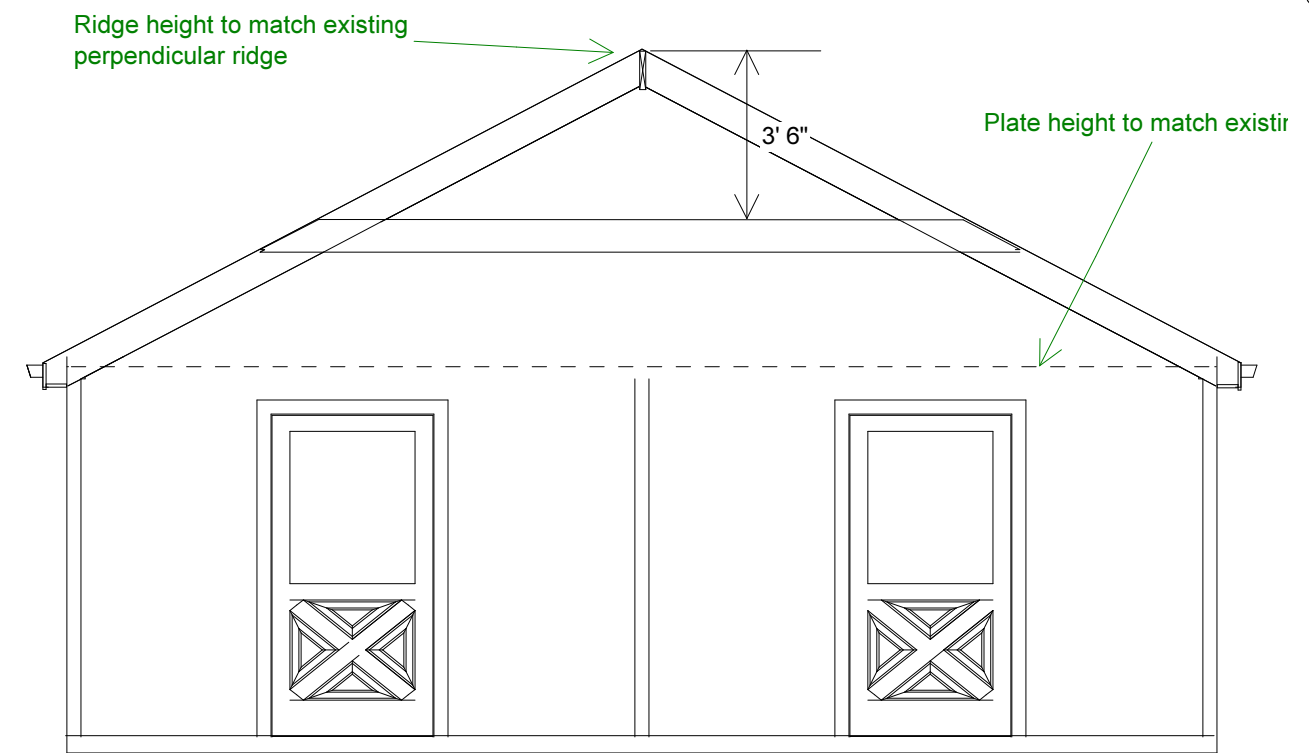 Ridge height to match existing
perpendicular ridge
Plate height to match
3' 6"